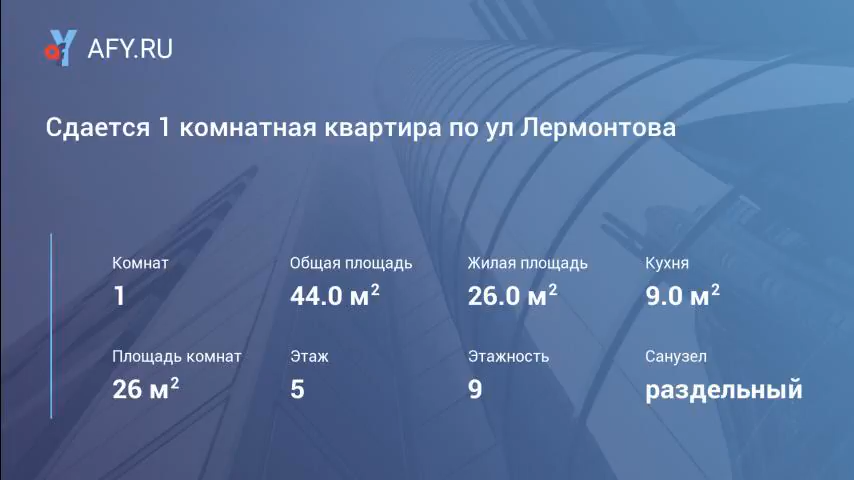 AFY.RU
Сдается 1 комнатная квартира по ул Лермонтова
Комнат
1
Общая площадь
44.0 м²
Жилая площадь
26.0 м²
Кухня
9.0 м²
Площадь комнат
26 м²
Этаж
5
Этажность
9
Санузел
раздельный